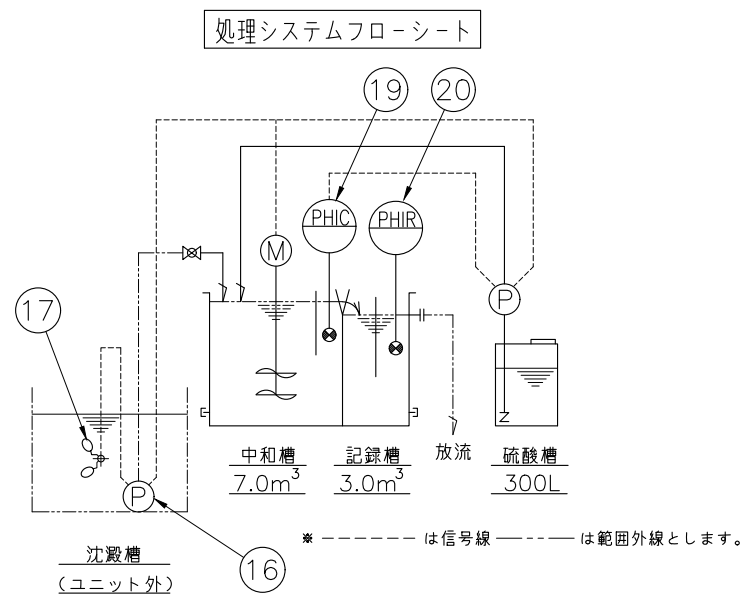 処理システムフローシート
19
20
PHIC
PHIR
M
P
17
中和槽
7.0m³
記録槽
3.0m³
放流
硫酸槽
300L
P
沈澱槽
(ユニット外)
16
※ ------ は信号線 —-—-— は範囲外線とします。